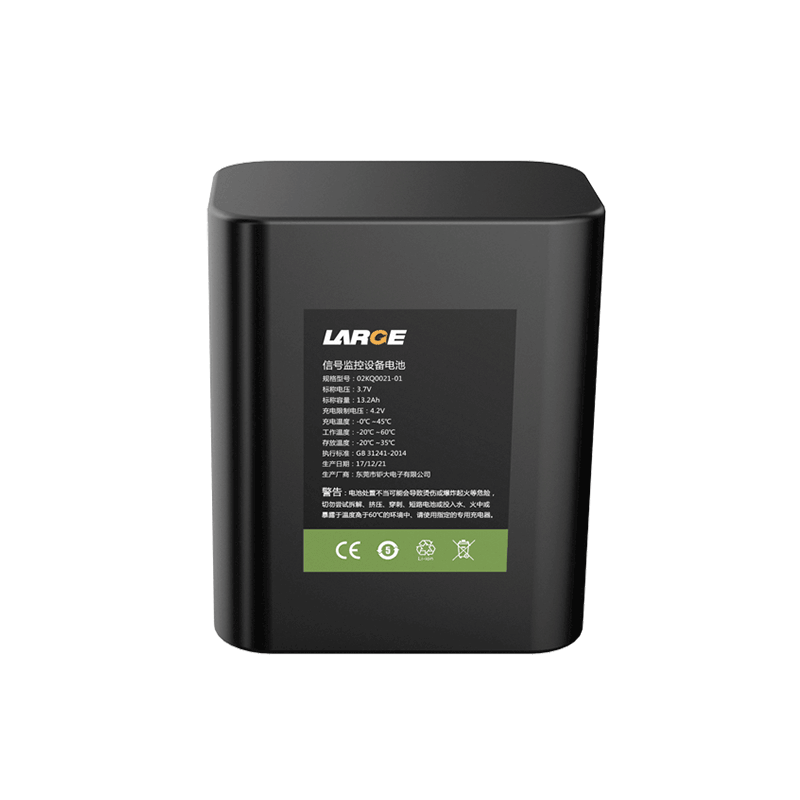 LARGE
信号监控设备电池
规格型号：02KQ0021-01
标称电压：3.7V
标称容量：13.2Ah
充电限制电压：4.2V
充电温度：-0℃～45℃
工作温度：-20℃～60℃
存放温度：-20℃～35℃
执行标准：GB 31241-2014
生产日期：17/12/21
生产厂商：东莞市钜大电子有限公司
警告：电池处置不当可能会导致烫伤或爆炸起火等危险，
切勿尝试拆解、挤压、穿刺、短路电池或投入水、火中或
暴露于温度高于60℃的环境中，请使用指定的专用充电器。
CE 5 Li-ion